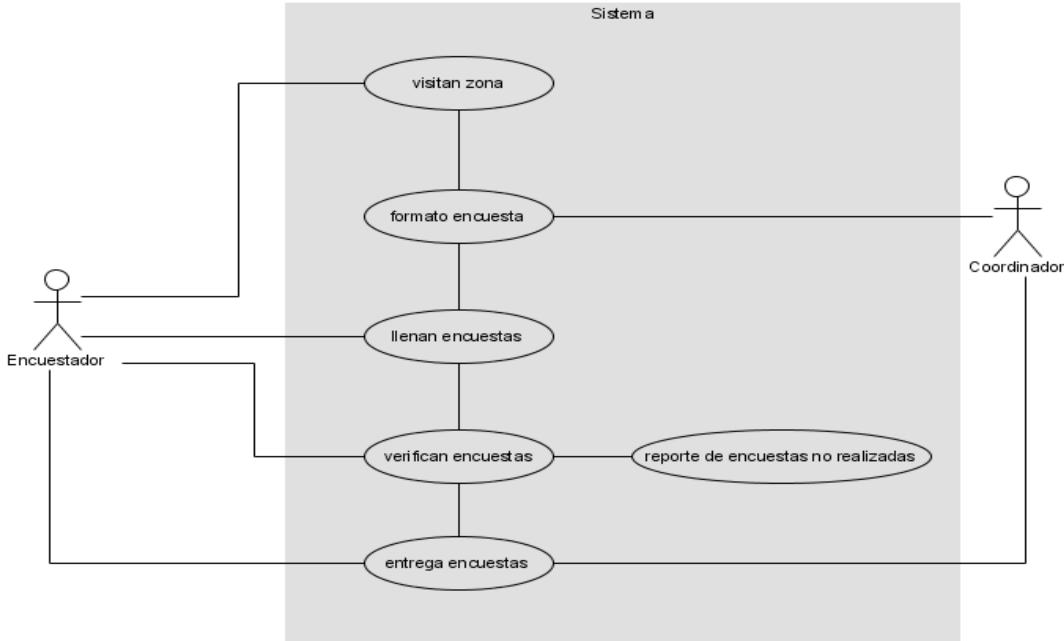 Sistema
visitan zona
formato encuesta
Coordinador
llenan encuestas
Encuestador
verifican encuestas
reporte de encuestas no realizadas
entrega encuestas